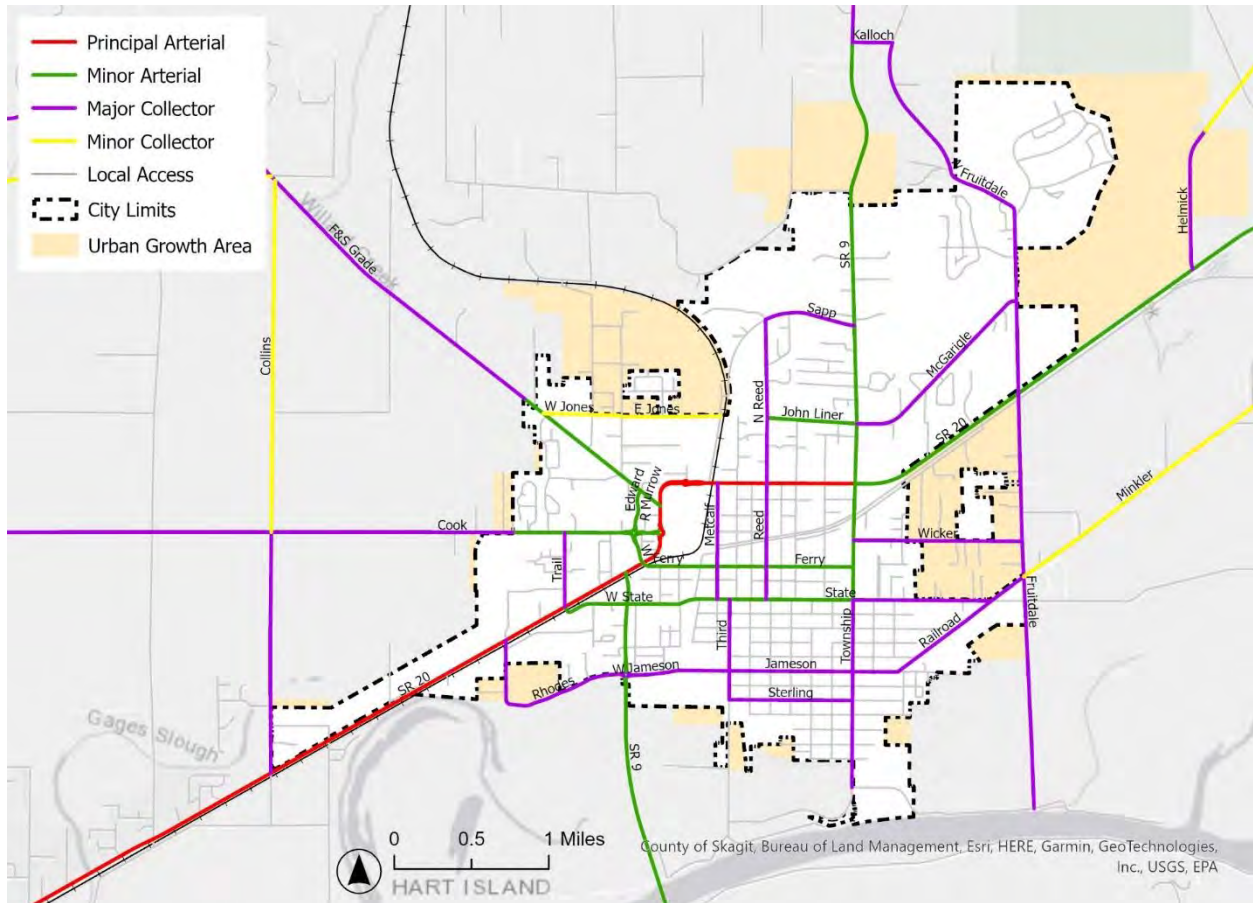 Principal Arterial
Minor Arterial
Major Collector
Minor Collector
Local Access
City Limits
Urban Growth Area
Kalloch
Fruitdale
Helmick
SR 9
F&S Grade
Collins
Sapp
McGarigle
W Jones
E Jones
N Reed
John Liner
SR 20
Edward
R Murrow
Minkler
Cook
Metcalf
Reed
Wicker
Trail
W Ferry
Ferry
Fruitdale
W State
State
Third
Township
Railroad
SR 20
W Jameson
Jameson
Rhodes
Sterling
Gages Slough
SR 9
0 0.5 1 Miles
HART ISLAND
County of Skagit, Bureau of Land Management, Esri, HERE, Garmin, GeoTechnologies,
Inc., USGS, EPA